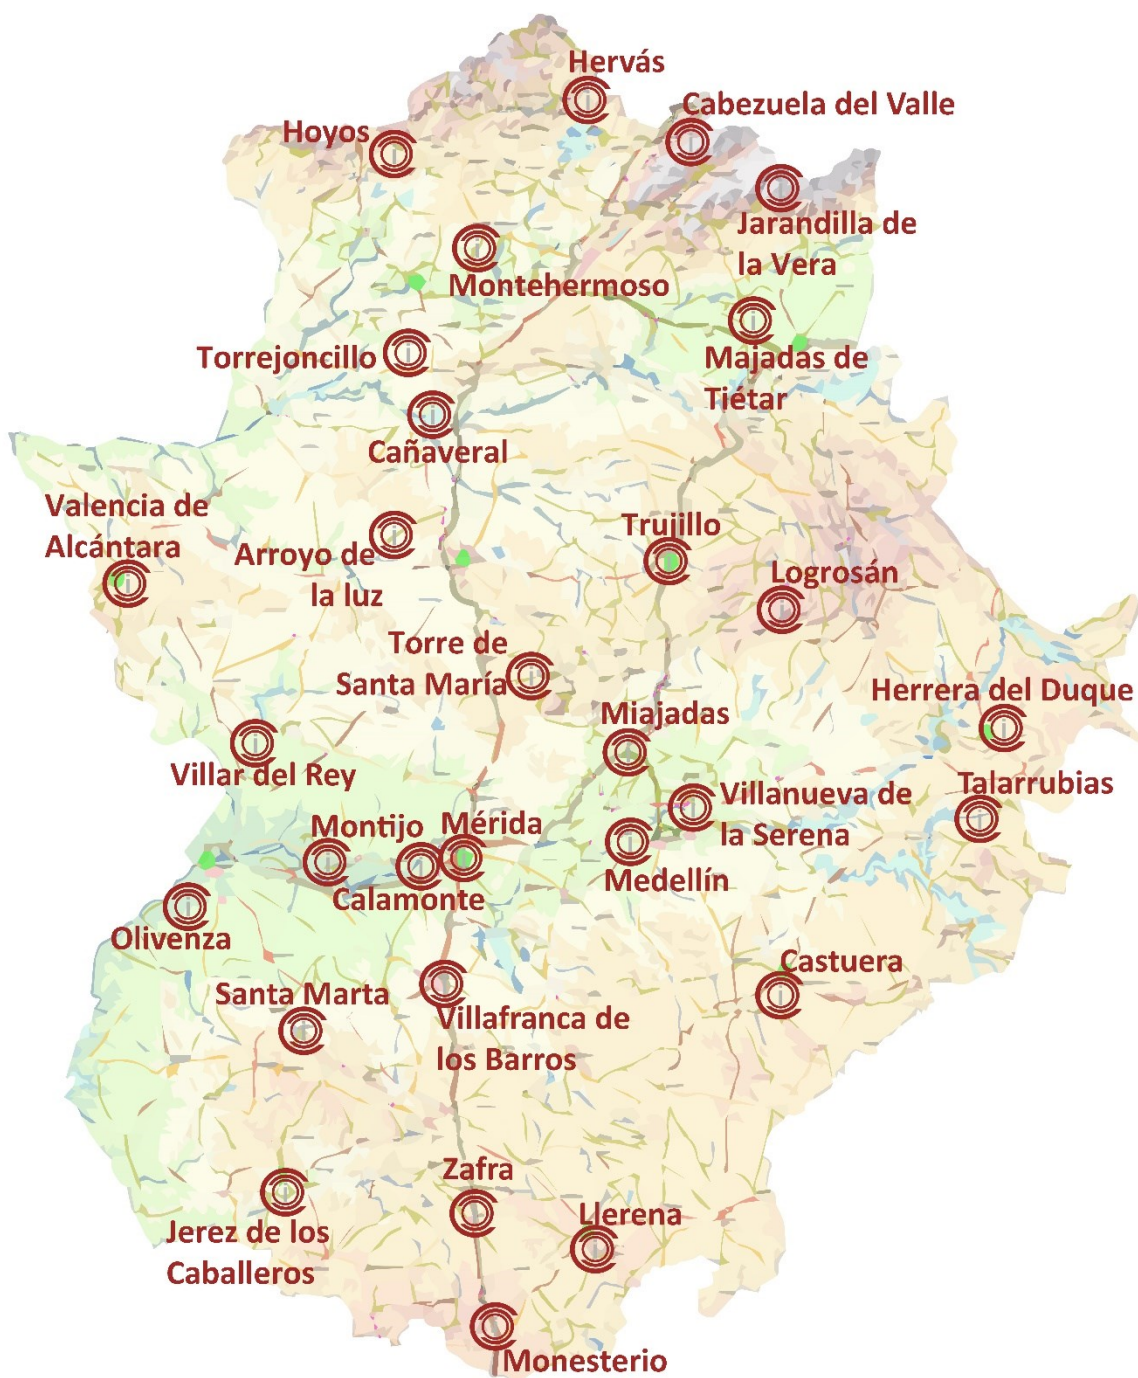 Hervás
Cabezuela del Valle
Hoyos
Jarandilla de
la Vera
Montehermoso
Torrejoncillo
Majadas de
Tiétar
Cañaveral
Valencia de
Alcántara
Arroyo de
la luz
Trujillo
Logrosán
Torre de
Santa María
Herrera del Duque
Miajadas
Villar del Rey
Talarrubias
Villanueva de
la Serena
Montijo
Mérida
Calamonte
Medellín
Olivenza
Castuera
Santa Marta
Villafranca de
los Barros
Zafra
Llerena
Jerez de los
Caballeros
Monesterio